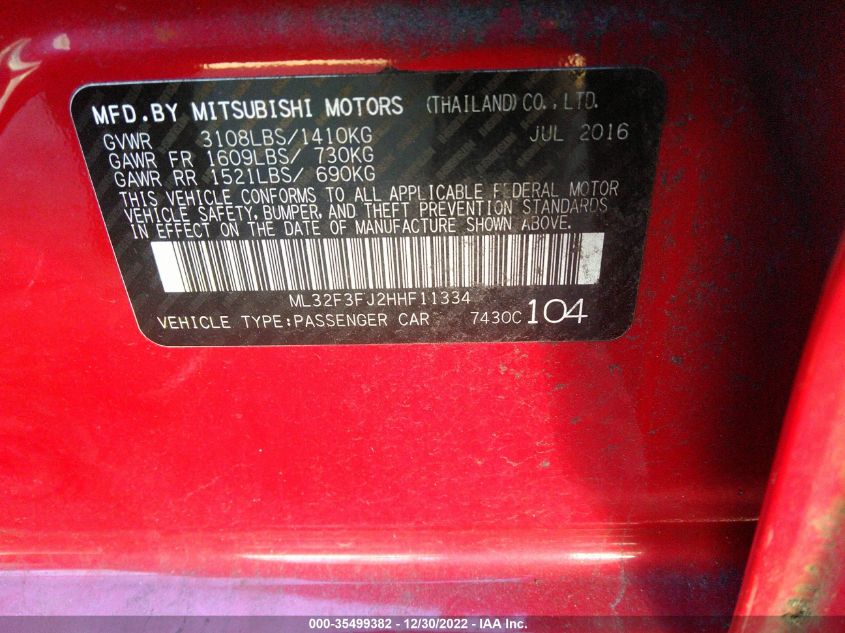 MFD.BY MITSUBISHI MOTORS (THAILAND)CO.,LTD.
GVWR 3108LBS/1410KG JUL 2016
GAWR FR 1609LBS/ 730KG
GAWR RR 1521LBS/ 690KG
THIS VEHICLE CONFORMS TO ALL APPLICABLE FEDERAL MOTOR
VEHICLE SAFETY, BUMPER, AND THEFT PREVENTION STANDARDS
IN EFFECT ON THE DATE OF MANUFACTURE SHOWN ABOVE.
ML32F3FJ2HHF11334
VEHICLE TYPE:PASSENGER CAR 7430C 104
000-35499382 - 12/30/2022 - IAA Inc.